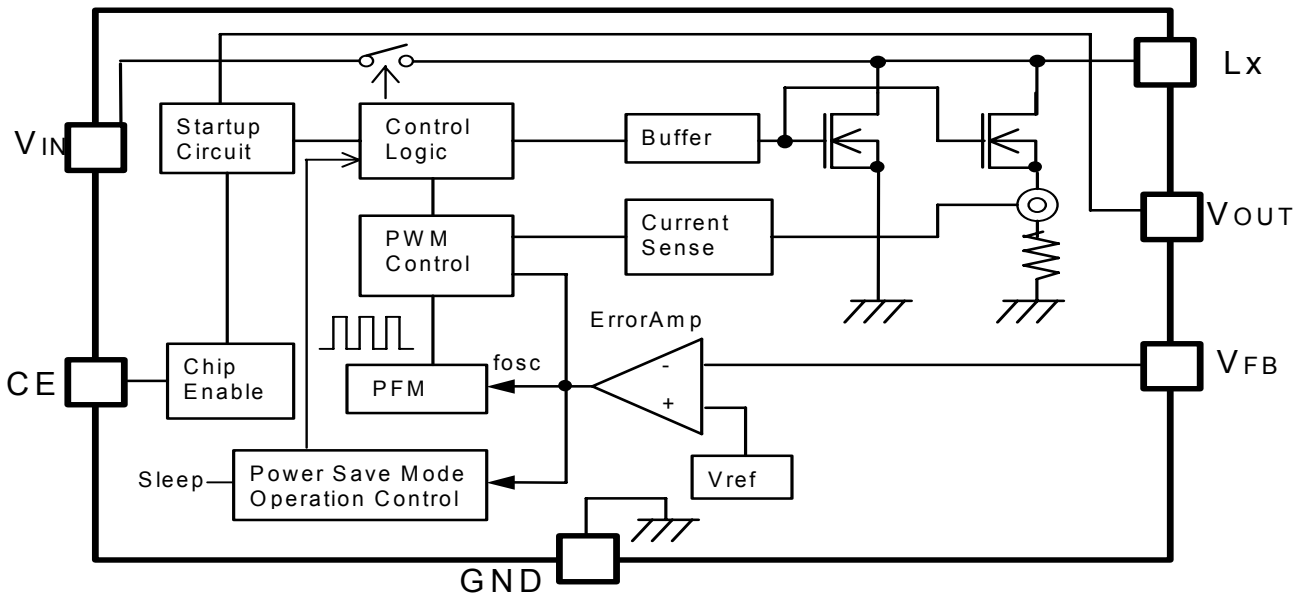 Lx
Startup
Circuit
Control
Logic
Buffer
VIN
VOUT
PWM
Control
Current
Sense
ErrorAmp
Chip
Enable
CE
PFM
fosc
-
+
VFB
Sleep
Power Save Mode
Operation Control
Vref
GND